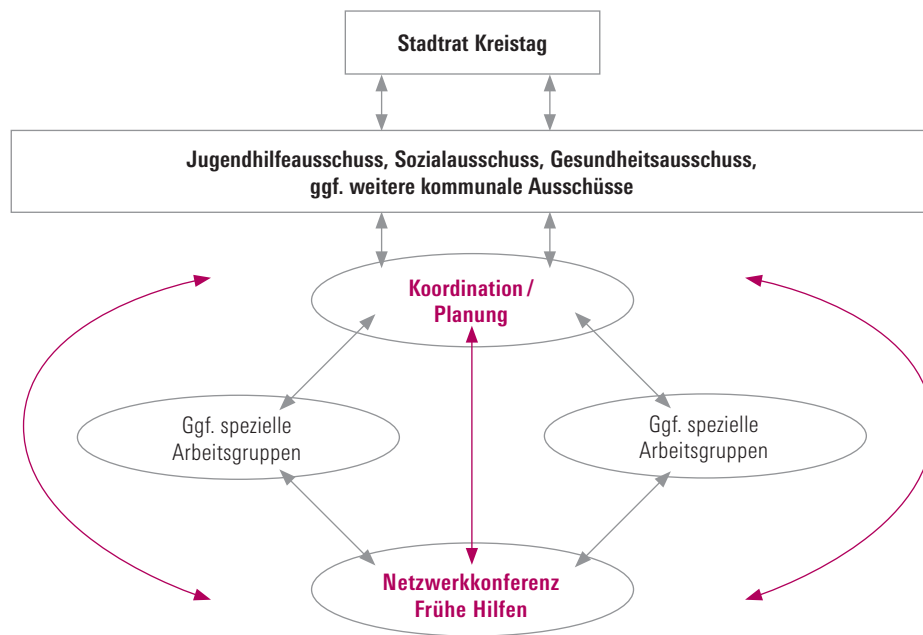 Stadtrat Kreistag
Jugendhilfeausschuss, Sozialausschuss, Gesundheitsausschuss,
ggf. weitere kommunale Ausschüsse
Koordination /
Planung
Ggf. spezielle
Arbeitsgruppen
Ggf. spezielle
Arbeitsgruppen
Netzwerkkonferenz
Frühe Hilfen